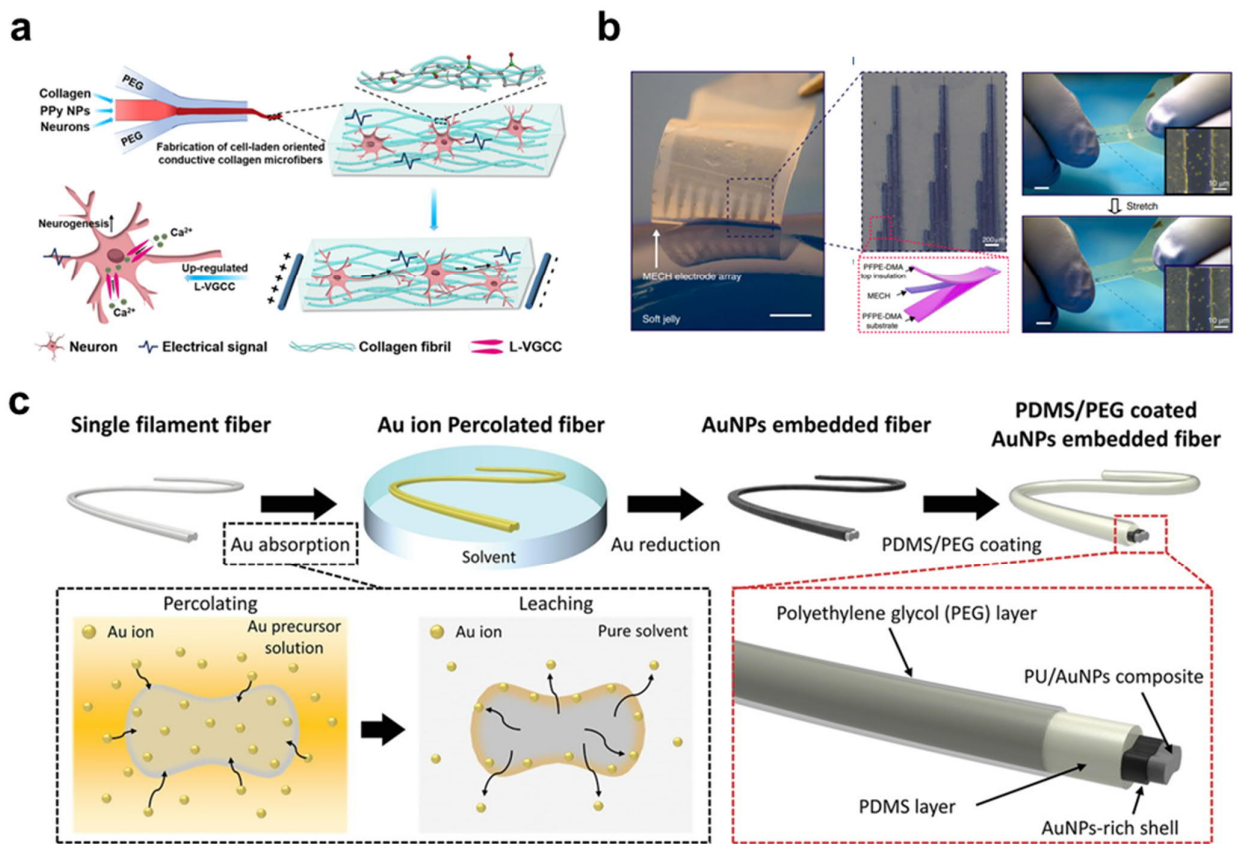 a
PEG
Collagen
PPy NPs
Neurons
PEG
Fabrication of cell-laden oriented
conductive collagen microfibers
Neurogenesis
Ca2+
Ca2+
Up-regulated
L-VGCC
+++
---
Neuron
Electrical signal
Collagen fibril
L-VGCC
b
MECH electrode array
Soft jelly
200 µm
PFPE-DMA
top insulation
MECH
PFPE-DMA
substrate
10 µm
Stretch
10 µm
c
Single filament fiber
Au absorption
Au ion Percolated fiber
Solvent
Au reduction
AuNPs embedded fiber
PDMS/PEG coating
PDMS/PEG coated
AuNPs embedded fiber
Percolating
Au ion
Au precursor
solution
Leaching
Au ion
Pure solvent
Polyethylene glycol (PEG) layer
PU/AuNPs composite
PDMS layer
AuNPs-rich shell